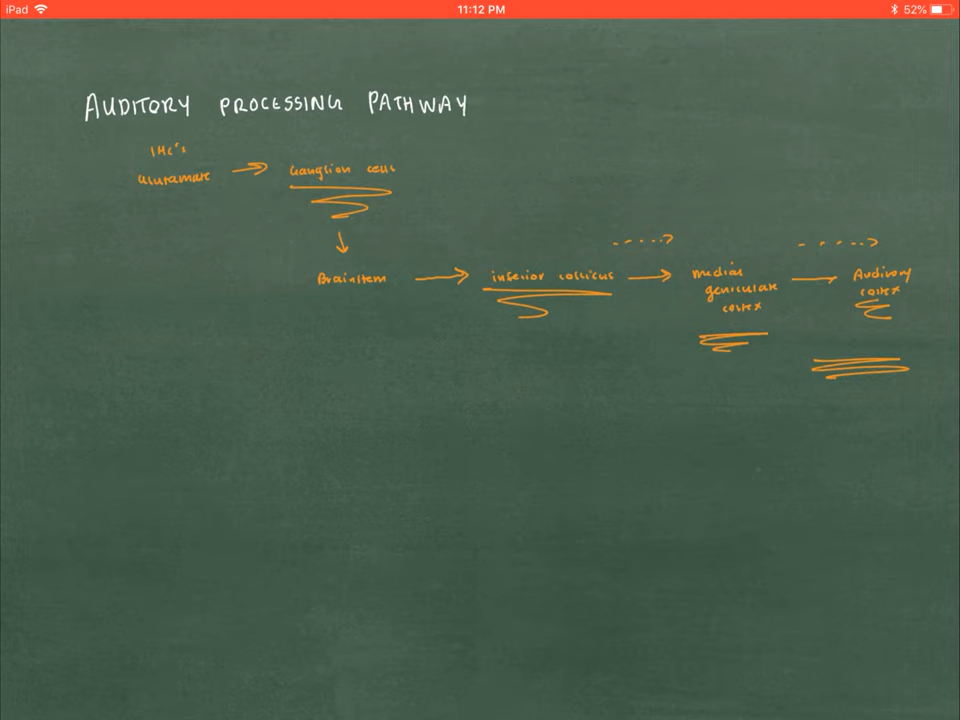 iPad
11:12 PM
52%
AUDITORY PROCESSING PATHWAY
IHC's
Glutamate
Ganglion cells
Brainstem
inferior collicus
medial
geniculate
cortex
Auditory
cortex